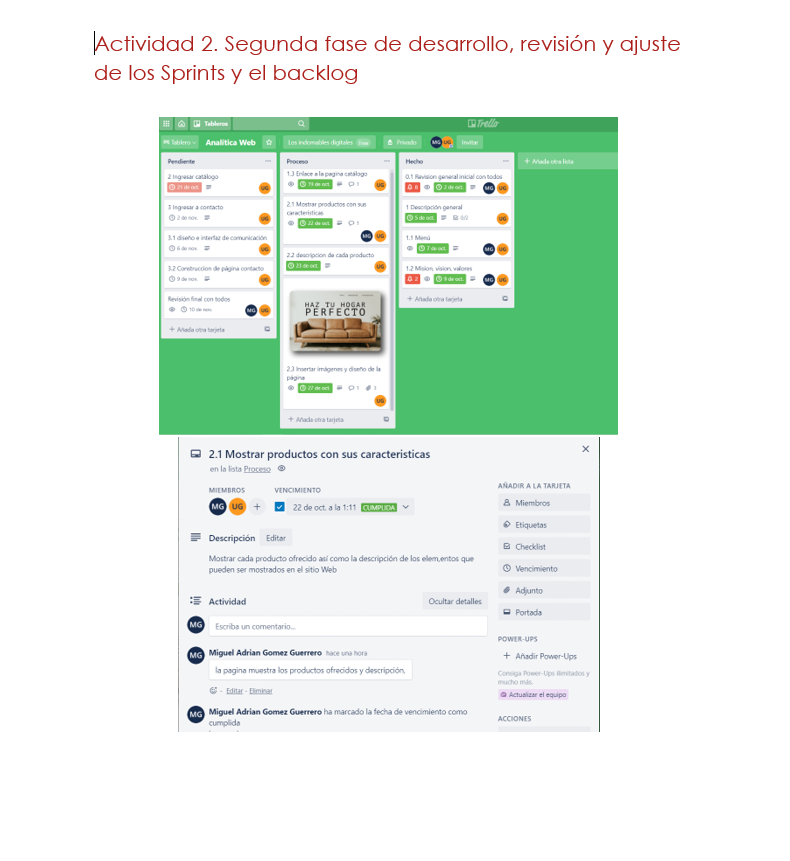 Actividad 2. Segunda fase de desarrollo, revisión y ajuste
de los Sprints y el backlog
Tableros
Trello
Tablero
Analítica Web
Los indomables digitales
Free
Privado
MG UG
Invitar
Pendiente
2 Ingresar catálogo
21 de oct.
UG
3 Ingresar a contacto
2 de nov.
UG
3.1 diseño e interfaz de comunicación
6 de nov.
UG
3.2 Construccion de página contacto
9 de nov.
UG
Revisión final con todos
10 de nov.
MG UG
+ Añada otra tarjeta
Proceso
1.3 Enlace a la pagina catálogo
19 de oct.
1
UG
2.1 Mostrar productos con sus
caracteristicas
22 de oct.
1
MG UG
2.2 descripcion de cada producto
23 de oct.
UG
HAZ TU HOGAR
PERFECTO
2.3 Insertar imágenes y diseño de la
página
27 de oct.
1
3
UG
+ Añada otra tarjeta
Hecho
0.1 Revision general inicial con todos
2 de oct.
MG UG
1 Descripción general
5 de oct.
0/2
UG
1.1 Menú
7 de oct.
MG UG
1.2 Mision, vision, valores
2
9 de oct.
MG UG
+ Añada otra tarjeta
+ Añada otra lista
2.1 Mostrar productos con sus caracteristicas
en la lista Proceso
MIEMBROS
VENCIMIENTO
MG UG +
22 de oct. a la 1:11 CUMPLIDA
Descripción
Editar
Mostrar cada producto ofrecido así como la descripción de los elem,entos que
pueden ser mostrados en el sitio Web
Actividad
Ocultar detalles
MG
Escriba un comentario...
MG
Miguel Adrian Gomez Guerrero hace una hora
la pagina muestra los productos ofrecidos y descripción,
- Editar - Eliminar
MG
Miguel Adrian Gomez Guerrero ha marcado la fecha de vencimiento como
cumplida
AÑADIR A LA TARJETA
Miembros
Etiquetas
Checklist
Vencimiento
Adjunto
Portada
POWER-UPS
+ Añadir Power-Ups
Consiga Power-Ups ilimitados y
mucho más.
Actualizar el equipo
ACCIONES